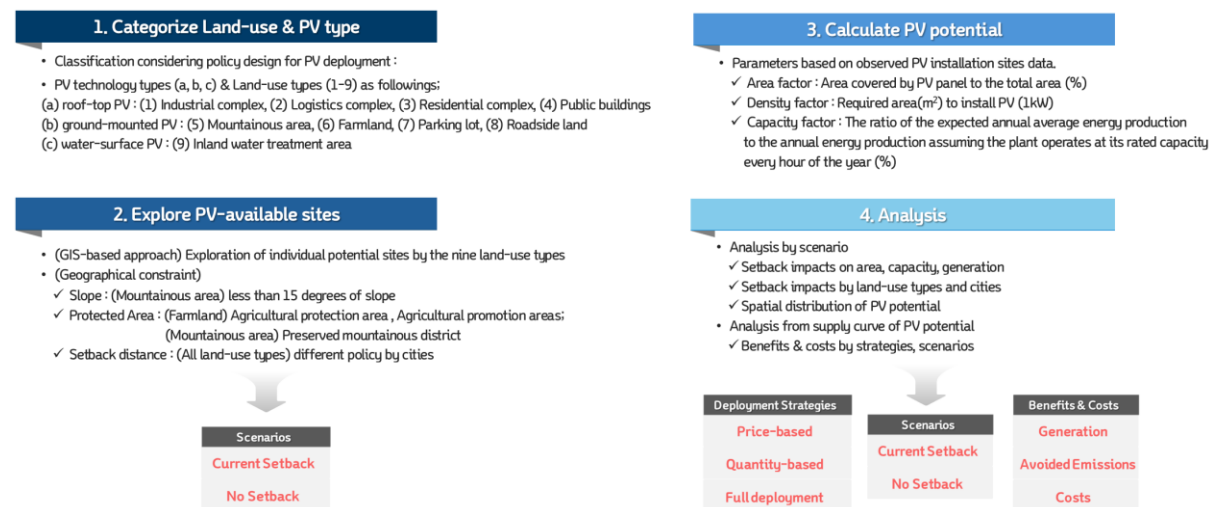 1. Categorize Land-use & PV type
• Classification considering policy design for PV deployment :
• PV technology types (a, b, c) & Land-use types (1-9) as followings;
(a) roof-top PV : (1) Industrial complex, (2) Logistics complex, (3) Residential complex, (4) Public buildings
(b) ground-mounted PV : (5) Mountainous area, (6) Farmland, (7) Parking lot, (8) Roadside land
(c) water-surface PV : (9) Inland water treatment area
2. Explore PV-available sites
• (GIS-based approach) Exploration of individual potential sites by the nine land-use types
• (Geographical constraint)
✓ Slope : (Mountainous area) less than 15 degrees of slope
✓ Protected Area : (Farmland) Agricultural protection area , Agricultural promotion areas;
(Mountainous area) Preserved mountainous district
✓ Setback distance : (All land-use types) different policy by cities
Scenarios
Current Setback
No Setback
3. Calculate PV potential
• Parameters based on observed PV installation sites data.
✓ Area factor : Area covered by PV panel to the total area (%)
✓ Density factor : Required area(m²) to install PV (1kW)
✓ Capacity factor : The ratio of the expected annual average energy production
to the annual energy production assuming the plant operates at its rated capacity
every hour of the year (%)
4. Analysis
• Analysis by scenario
✓ Setback impacts on area, capacity, generation
✓ Setback impacts by land-use types and cities
✓ Spatial distribution of PV potential
• Analysis from supply curve of PV potential
✓ Benefits & costs by strategies, scenarios
Deployment Strategies
Price-based
Quantity-based
Full deployment
Scenarios
Current Setback
No Setback
Benefits & Costs
Generation
Avoided Emissions
Costs